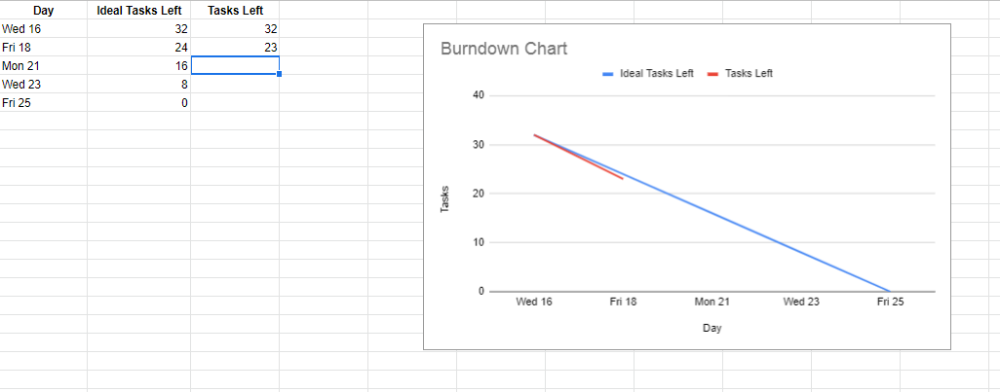 Day Ideal Tasks Left Tasks Left
Wed 16 32 32
Fri 18 24 23
Mon 21 16
Wed 23 8
Fri 25 0
Burndown Chart
Ideal Tasks Left Tasks Left
40
30
20
10
0
Tasks
Wed 16 Fri 18 Mon 21 Wed 23 Fri 25
Day